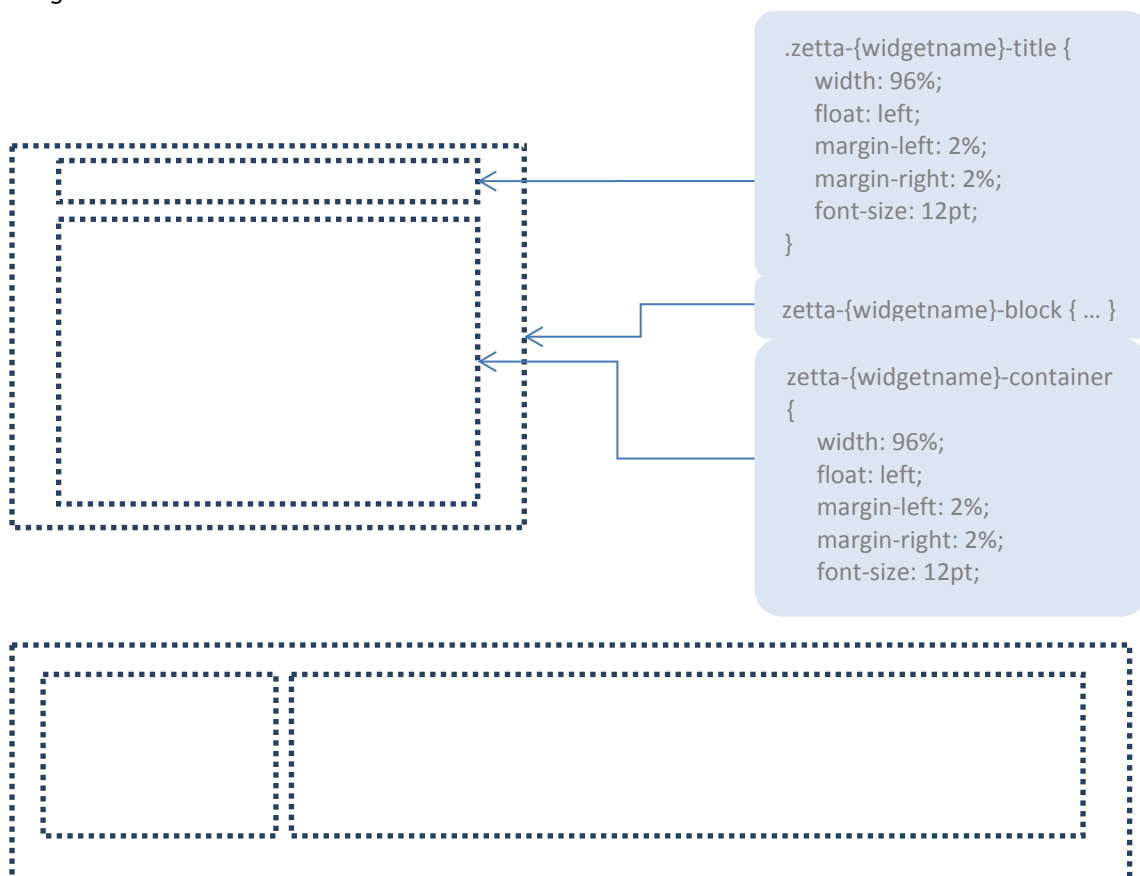 .zetta-{widgetname}-title {
width: 96%;
float: left;
margin-left: 2%;
margin-right: 2%;
font-size: 12pt;
}
zetta-{widgetname}-block { … }
zetta-{widgetname}-container
{
width: 96%;
float: left;
margin-left: 2%;
margin-right: 2%;
font-size: 12pt;